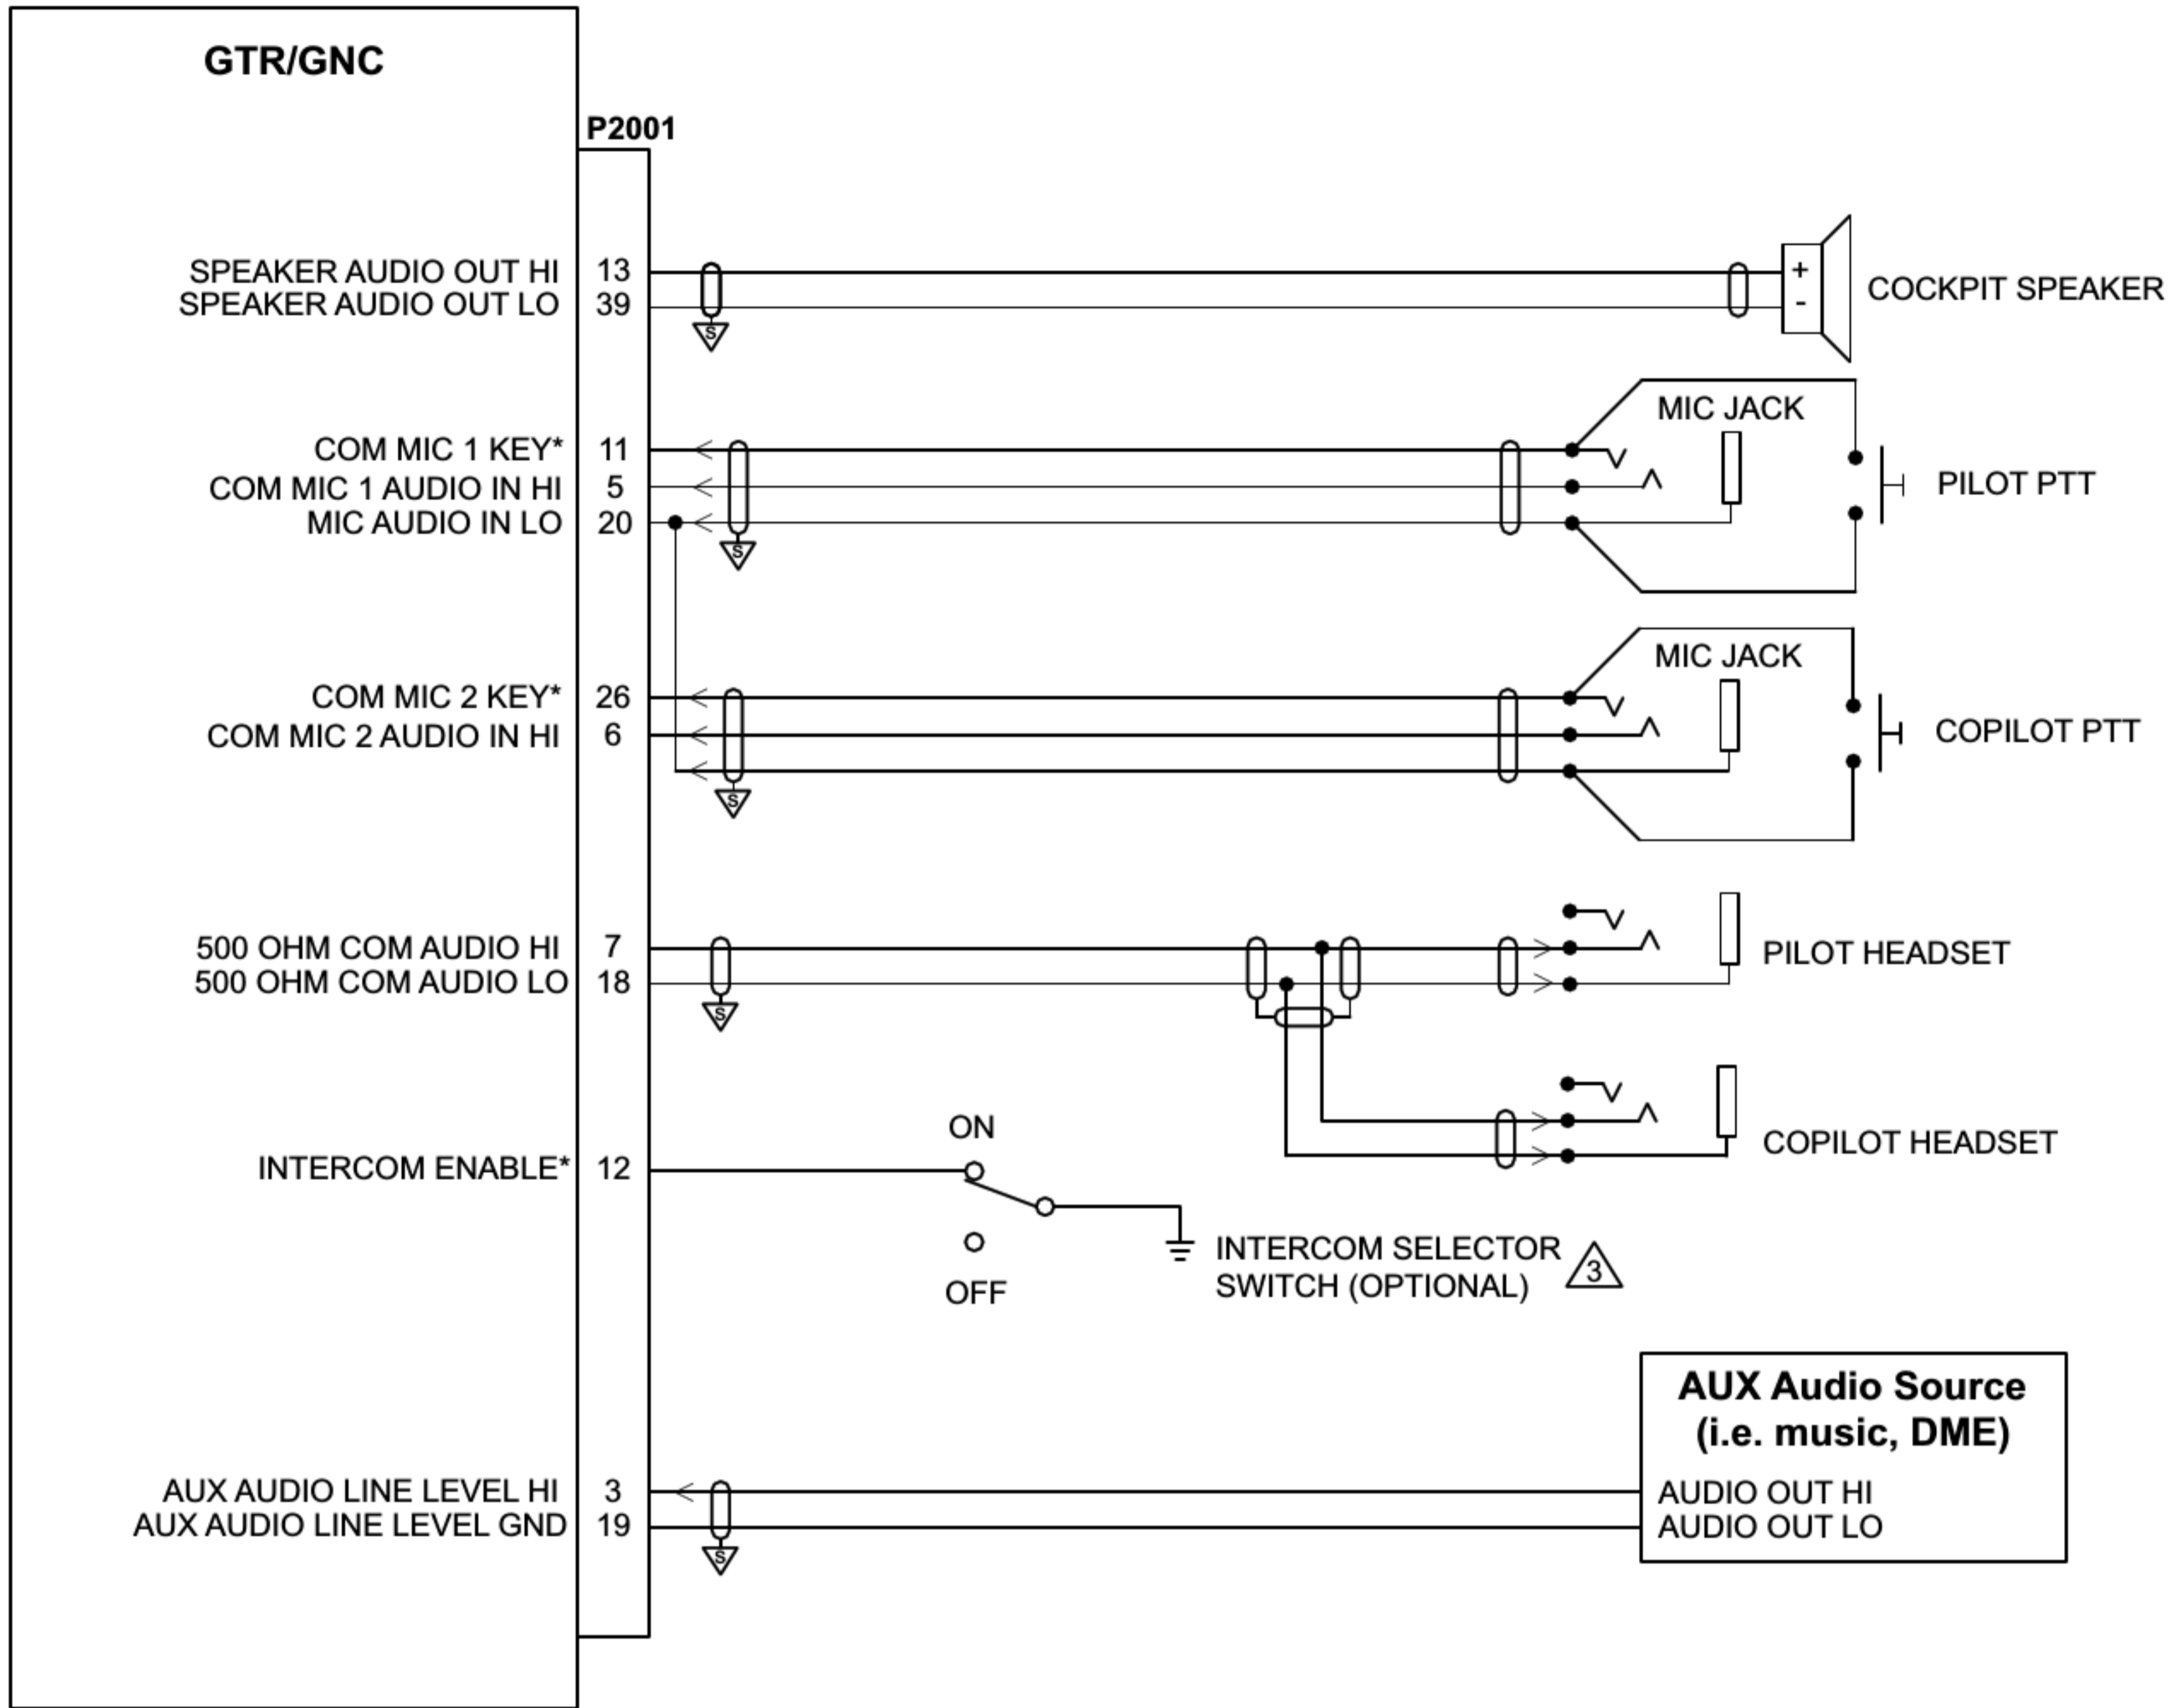 GTR/GNC
P2001
SPEAKER AUDIO OUT HI 13
SPEAKER AUDIO OUT LO 39
+
-
COCKPIT SPEAKER
S
MIC JACK
COM MIC 1 KEY* 11
COM MIC 1 AUDIO IN HI 5
MIC AUDIO IN LO 20
PILOT PTT
S
MIC JACK
COM MIC 2 KEY* 26
COM MIC 2 AUDIO IN HI 6
COPILOT PTT
S
500 OHM COM AUDIO HI 7
500 OHM COM AUDIO LO 18
PILOT HEADSET
S
ON
COPILOT HEADSET
INTERCOM ENABLE* 12
INTERCOM SELECTOR
SWITCH (OPTIONAL)
3
OFF
AUX Audio Source
(i.e. music, DME)
AUX AUDIO LINE LEVEL HI 3
AUDIO OUT HI
AUX AUDIO LINE LEVEL GND 19
AUDIO OUT LO
S